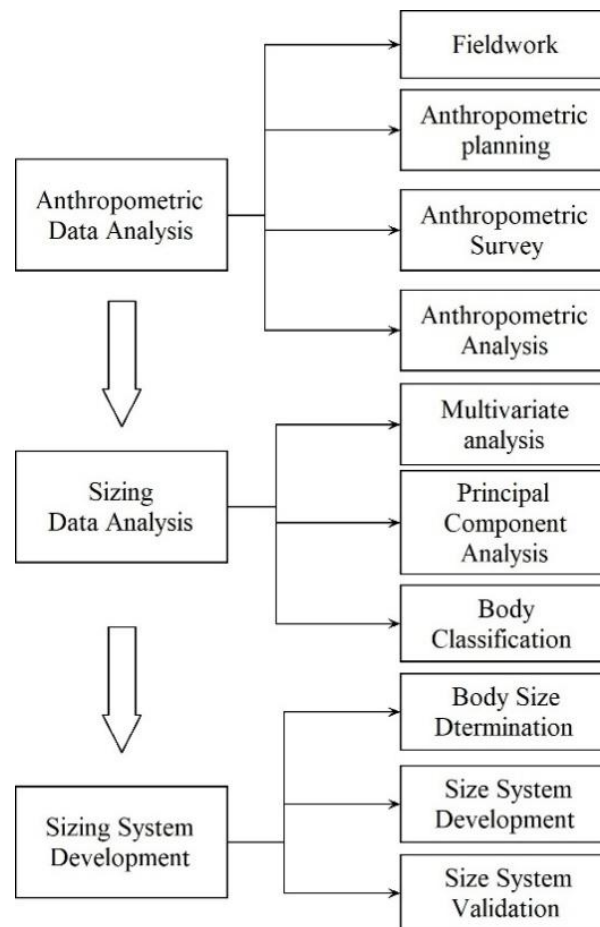 Fieldwork
Anthropometric
planning
Anthropometric
Data Analysis
Anthropometric
Survey
Anthropometric
Analysis
Multivariate
analysis
Sizing
Data Analysis
Principal
Component
Analysis
Body
Classification
Body Size
Dtermination
Sizing System
Development
Size System
Development
Size System
Validation